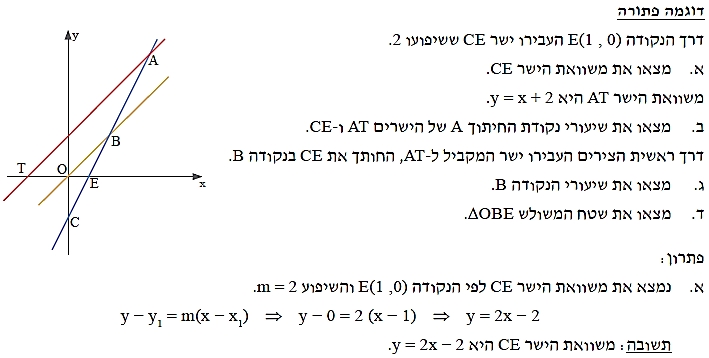 דוגמה פתורה
דרך הנקודה E(1 , 0) העבירו ישר CE ששיפועו 2.
א. מצאו את משוואת הישר CE.
משוואת הישר AT היא y = x + 2.
ב. מצאו את שיעורי נקודת החיתוך A של הישרים AT ו-CE.
דרך ראשית הצירים העבירו ישר המקביל ל-AT, החותך את CE בנקודה B.
ג. מצאו את שיעורי הנקודה B.
ד. מצאו את שטח המשולש ΔOBE.
y
A
B
T
O
E
x
C
פתרון:
א. נמצא את משוואת הישר CE לפי הנקודה E(1 ,0) והשיפוע m = 2.
y − y₁ = m(x − x₁) ⇒ y − 0 = 2 (x − 1) ⇒ y = 2x − 2
תשובה: משוואת הישר CE היא y = 2x − 2.